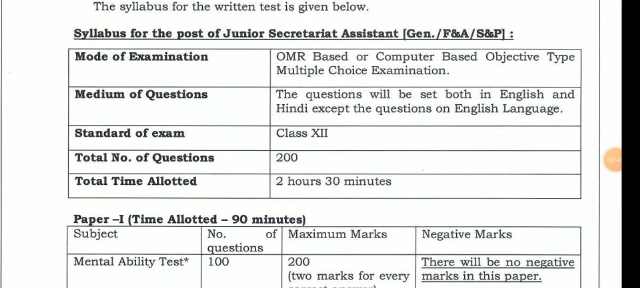 The syllabus for the written test is given below.
Syllabus for the post of Junior Secretariat Assistant [Gen./F&A/S&P] :
Mode of Examination OMR Based or Computer Based Objective Type
Multiple Choice Examination.
Medium of Questions The questions will be set both in English and
Hindi except the questions on English Language.
Standard of exam Class XII
Total No. of Questions 200
Total Time Allotted 2 hours 30 minutes
Paper –I (Time Allotted – 90 minutes)
Subject No. of Maximum Marks Negative Marks
questions
Mental Ability Test* 100 200 There will be no negative
(two marks for every marks in this paper.